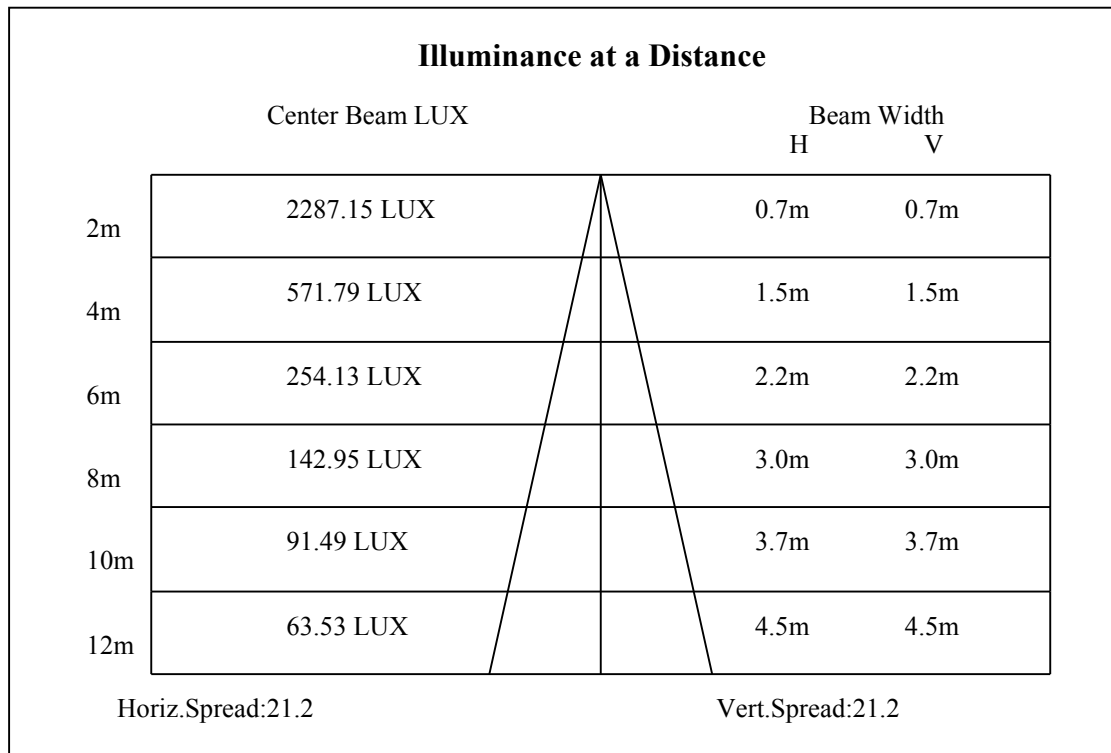 Illuminance at a Distance
Center Beam LUX Beam Width
H V
2m 2287.15 LUX 0.7m 0.7m
4m 571.79 LUX 1.5m 1.5m
6m 254.13 LUX 2.2m 2.2m
8m 142.95 LUX 3.0m 3.0m
10m 91.49 LUX 3.7m 3.7m
12m 63.53 LUX 4.5m 4.5m
Horiz.Spread:21.2 Vert.Spread:21.2